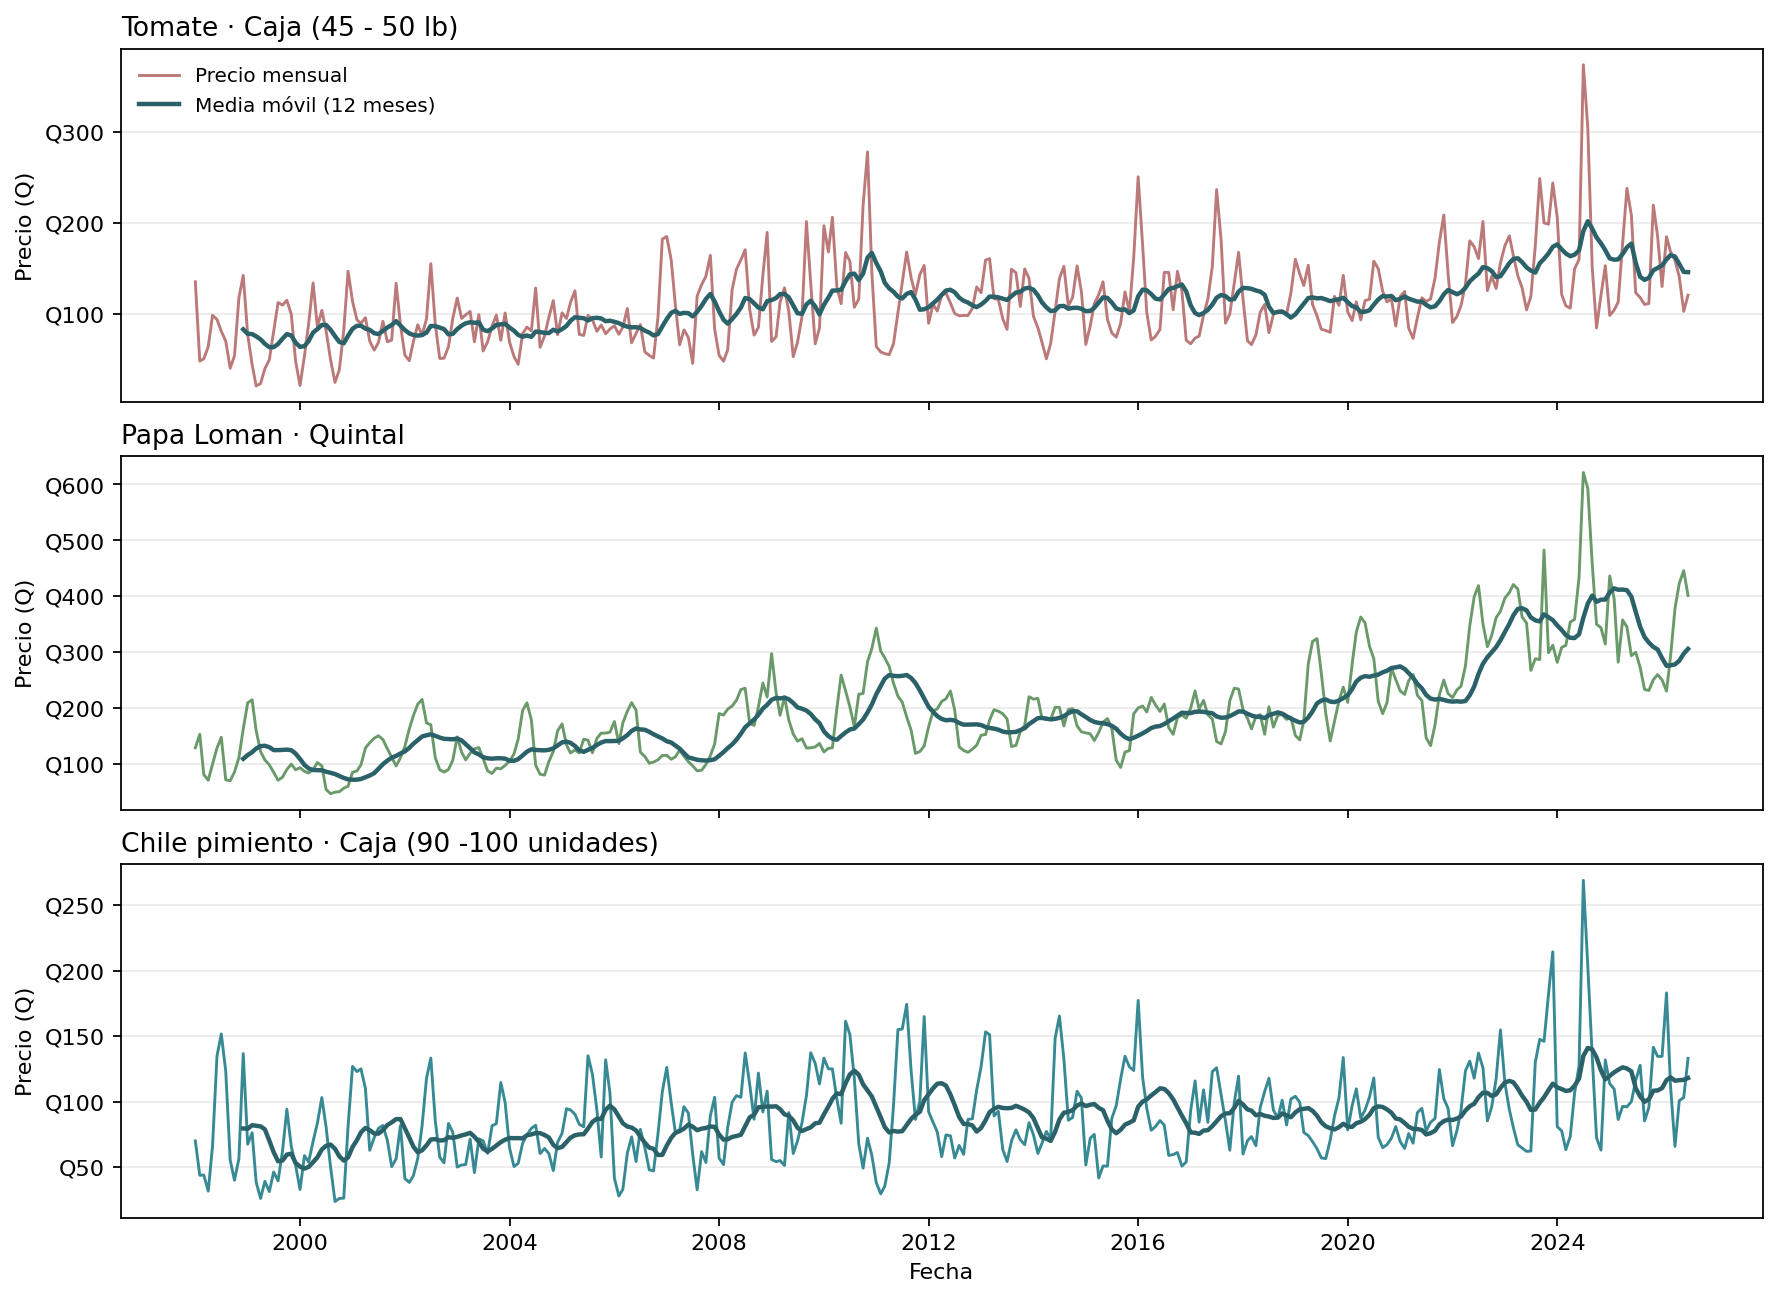 Tomate · Caja (45 - 50 lb)
Precio mensual
Media móvil (12 meses)
Q300
Q200
Q100
Precio (Q)
Papa Loman · Quintal
Q600
Q500
Q400
Q300
Q200
Q100
Precio (Q)
Chile pimiento · Caja (90 -100 unidades)
Q250
Q200
Q150
Q100
Q50
Precio (Q)
2000 2004 2008 2012 2016 2020 2024
Fecha